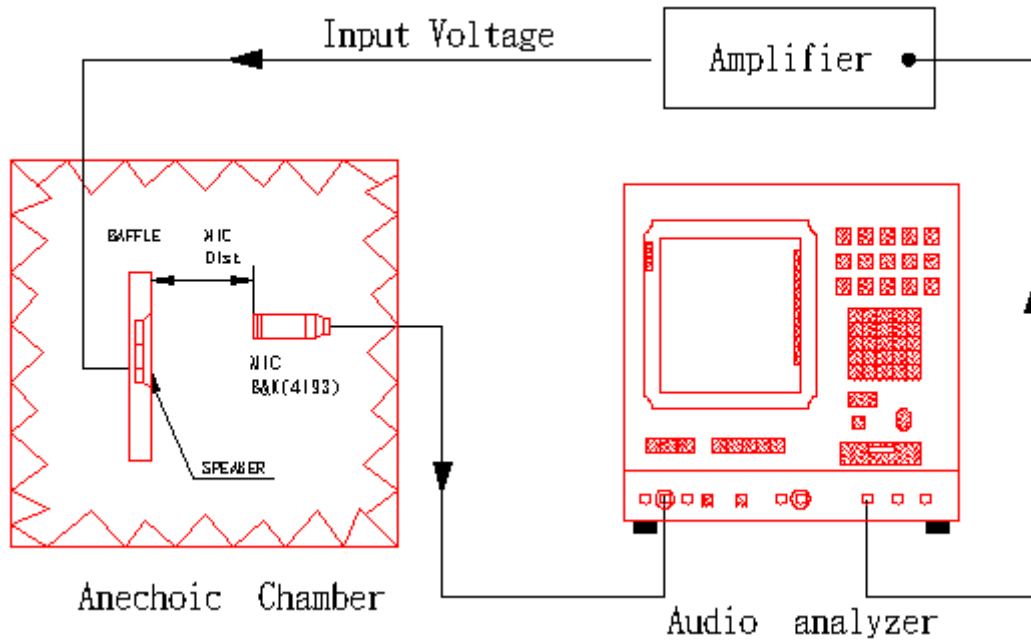 Input Voltage
Amplifier
BAFFLE
MIC
Dist
MIC
B&K(4193)
SPEAKER
Anechoic Chamber
Audio analyzer